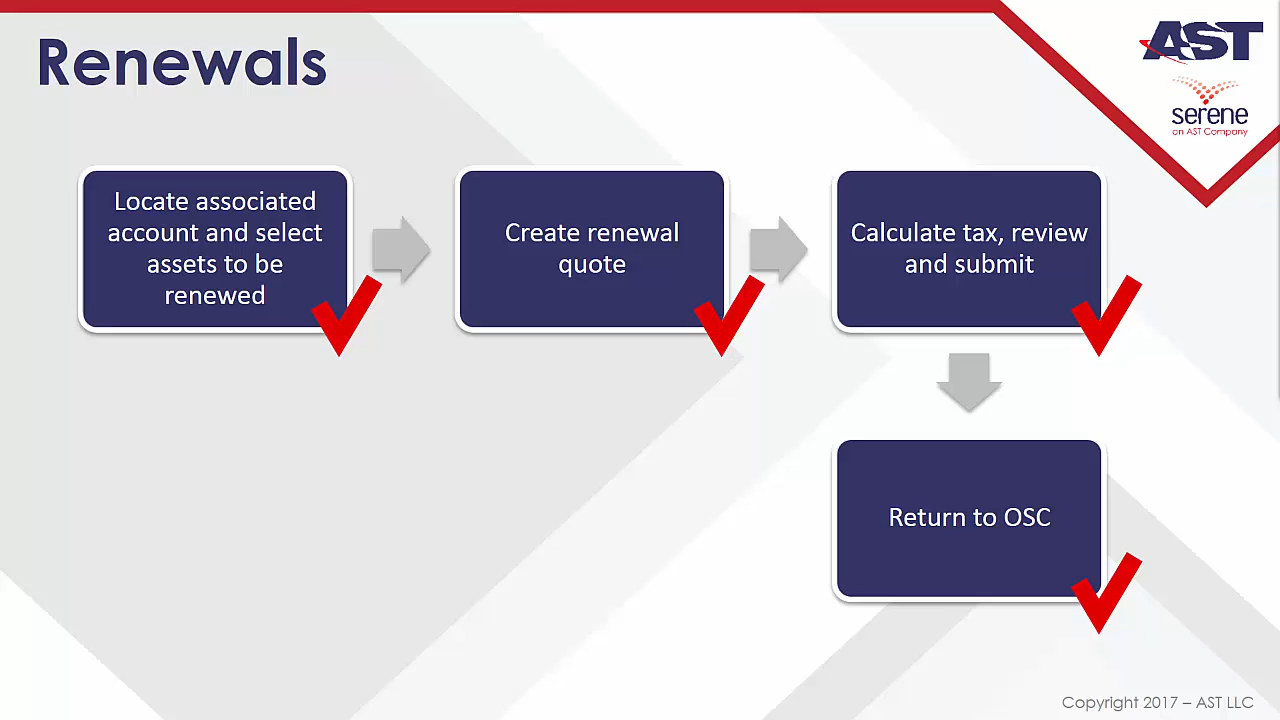 Renewals
AST
serene
an AST Company
Locate associated
account and select
assets to be
renewed
Create renewal
quote
Calculate tax, review
and submit
Return to OSC
Copyright 2017 – AST LLC